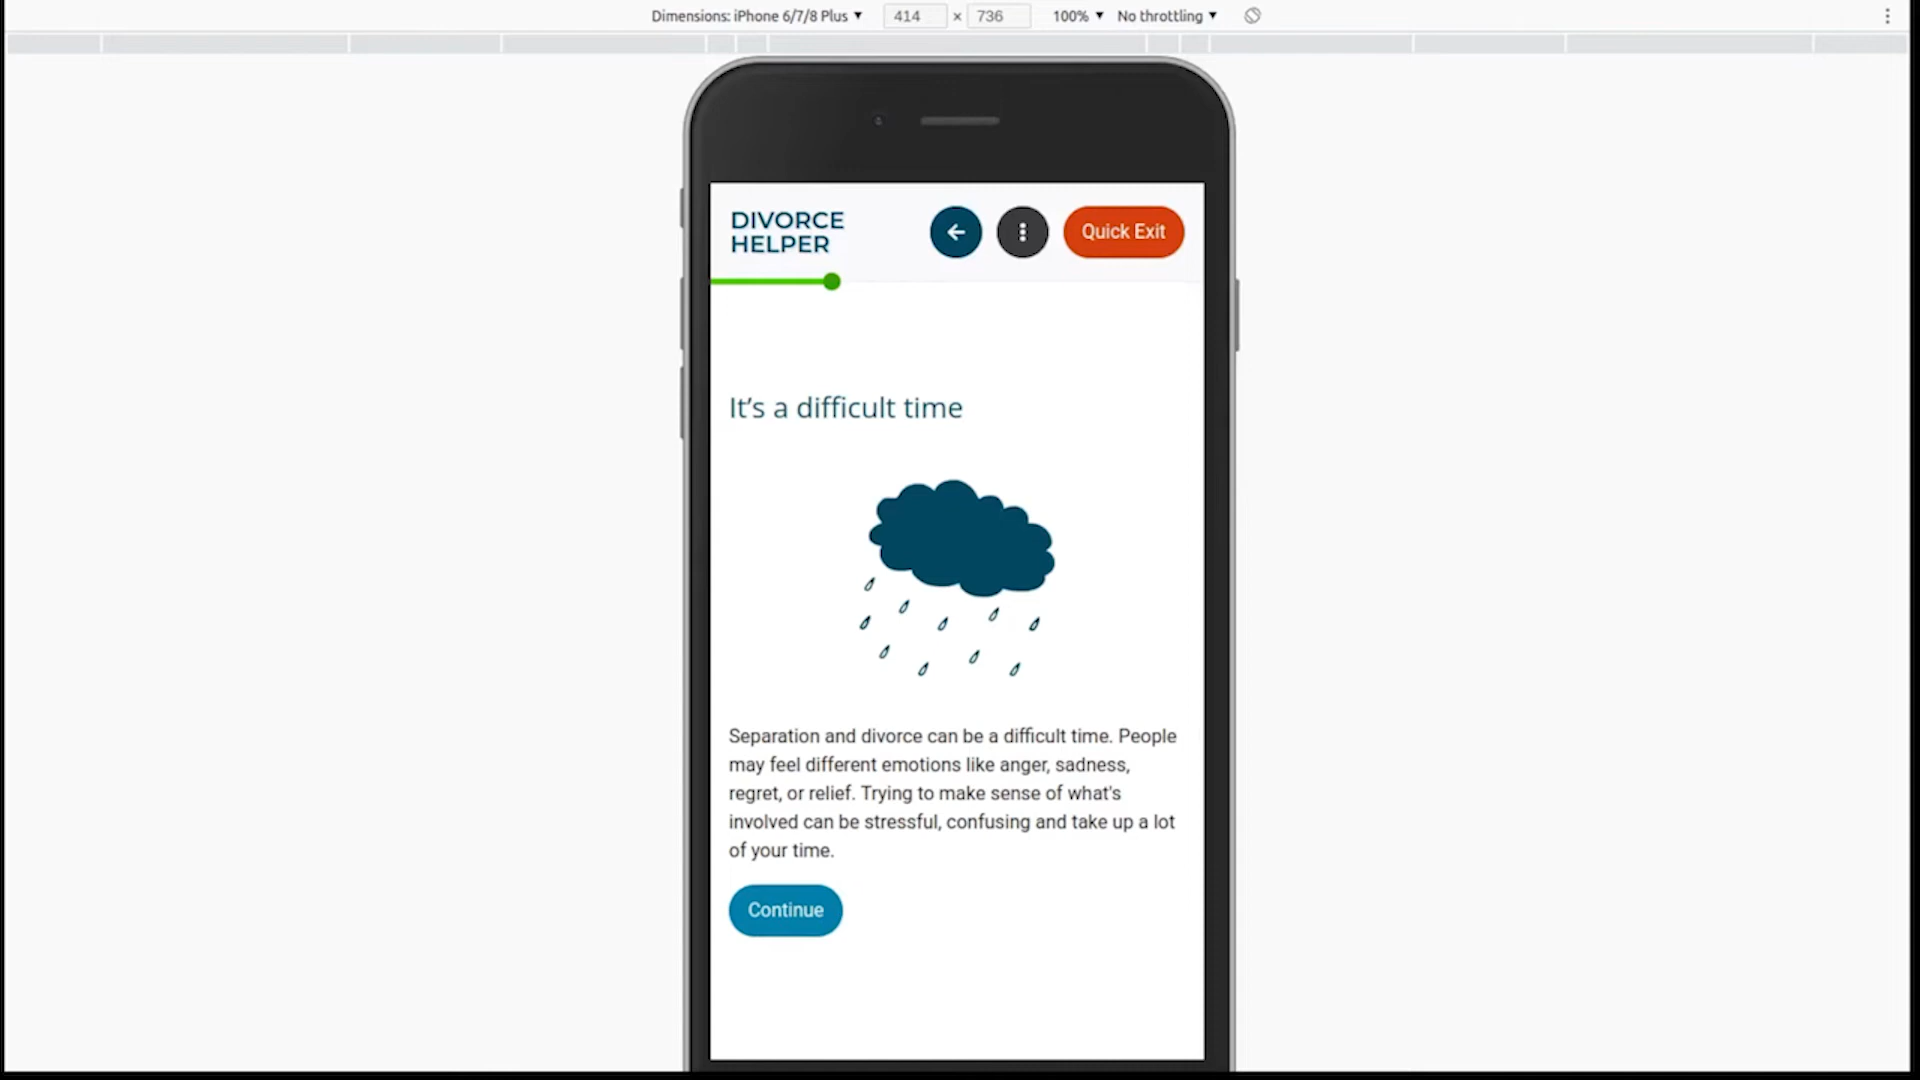 Dimensions: iPhone 6/7/8 Plus ▼ 414 × 736 100% ▼ No throttling ▼
DIVORCE
HELPER
Quick Exit
It’s a difficult time
Separation and divorce can be a difficult time. People
may feel different emotions like anger, sadness,
regret, or relief. Trying to make sense of what's
involved can be stressful, confusing and take up a lot
of your time.
Continue